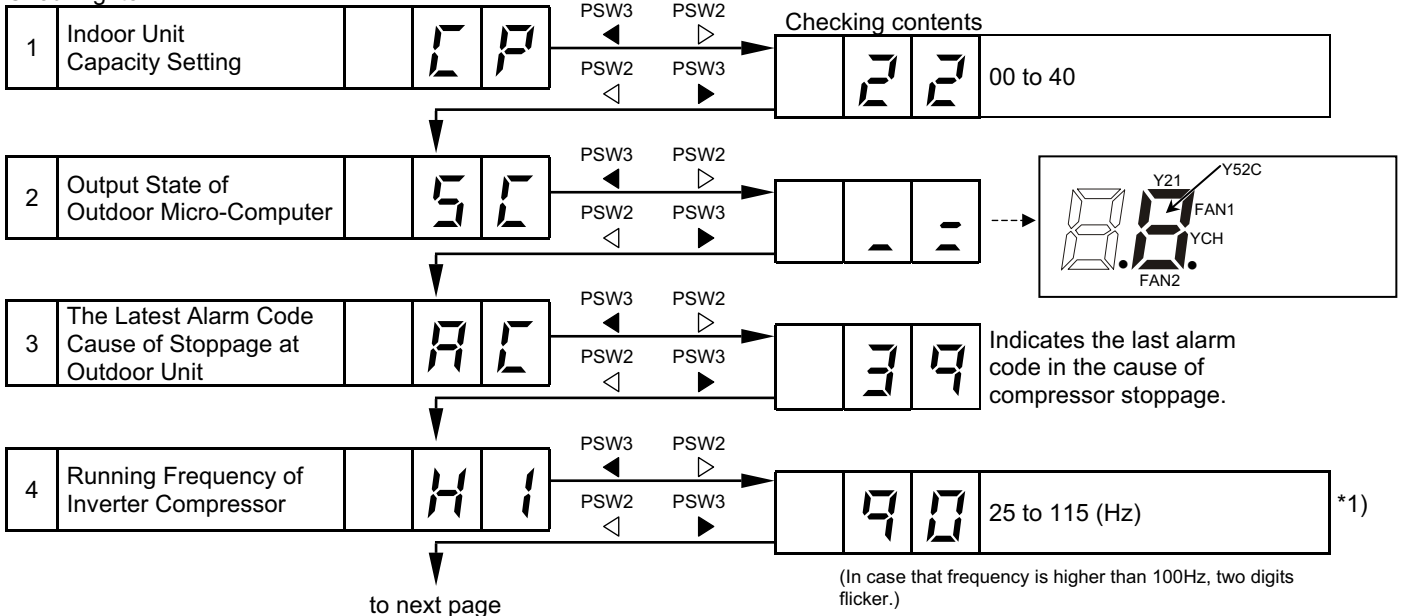 PSW3 PSW2
Checking contents
1
Indoor Unit
Capacity Setting
CP
PSW2 PSW3
22
00 to 40
PSW3 PSW2
2
Output State of
Outdoor Micro-Computer
SC
PSW2 PSW3
Y21
Y52C
FAN1
YCH
FAN2
PSW3 PSW2
3
The Latest Alarm Code
Cause of Stoppage at
Outdoor Unit
AC
PSW2 PSW3
39
Indicates the last alarm
code in the cause of
compressor stoppage.
PSW3 PSW2
4
Running Frequency of
Inverter Compressor
H1
PSW2 PSW3
90
25 to 115 (Hz)
*1)
(In case that frequency is higher than 100Hz, two digits
flicker.)
to next page